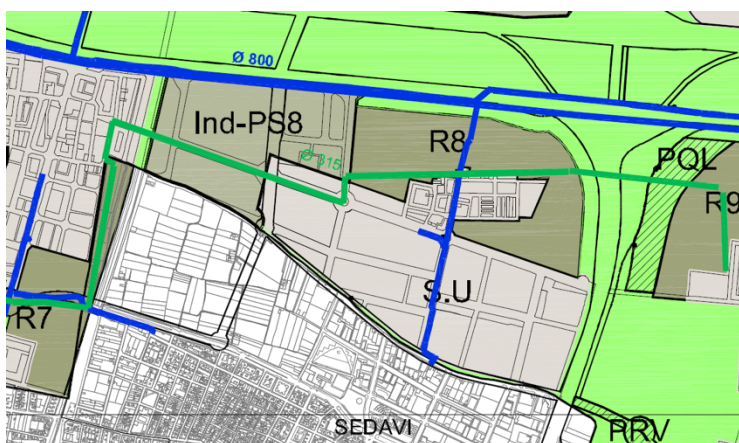 Ø 800
Ind-PS8
Ø 315
R8
PQL
R9
S.U
R7
SEDAVI
PRV